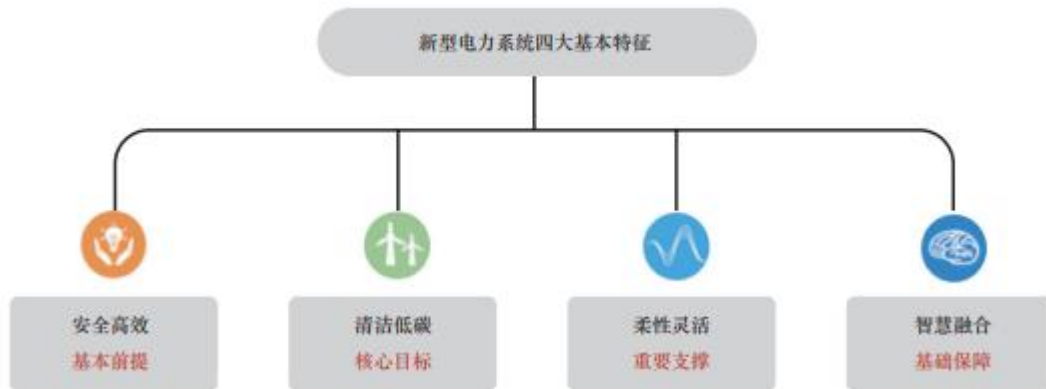 新型电力系统四大基本特征
安全高效
基本前提
清洁低碳
核心目标
柔性灵活
重要支撑
智慧融合
基础保障